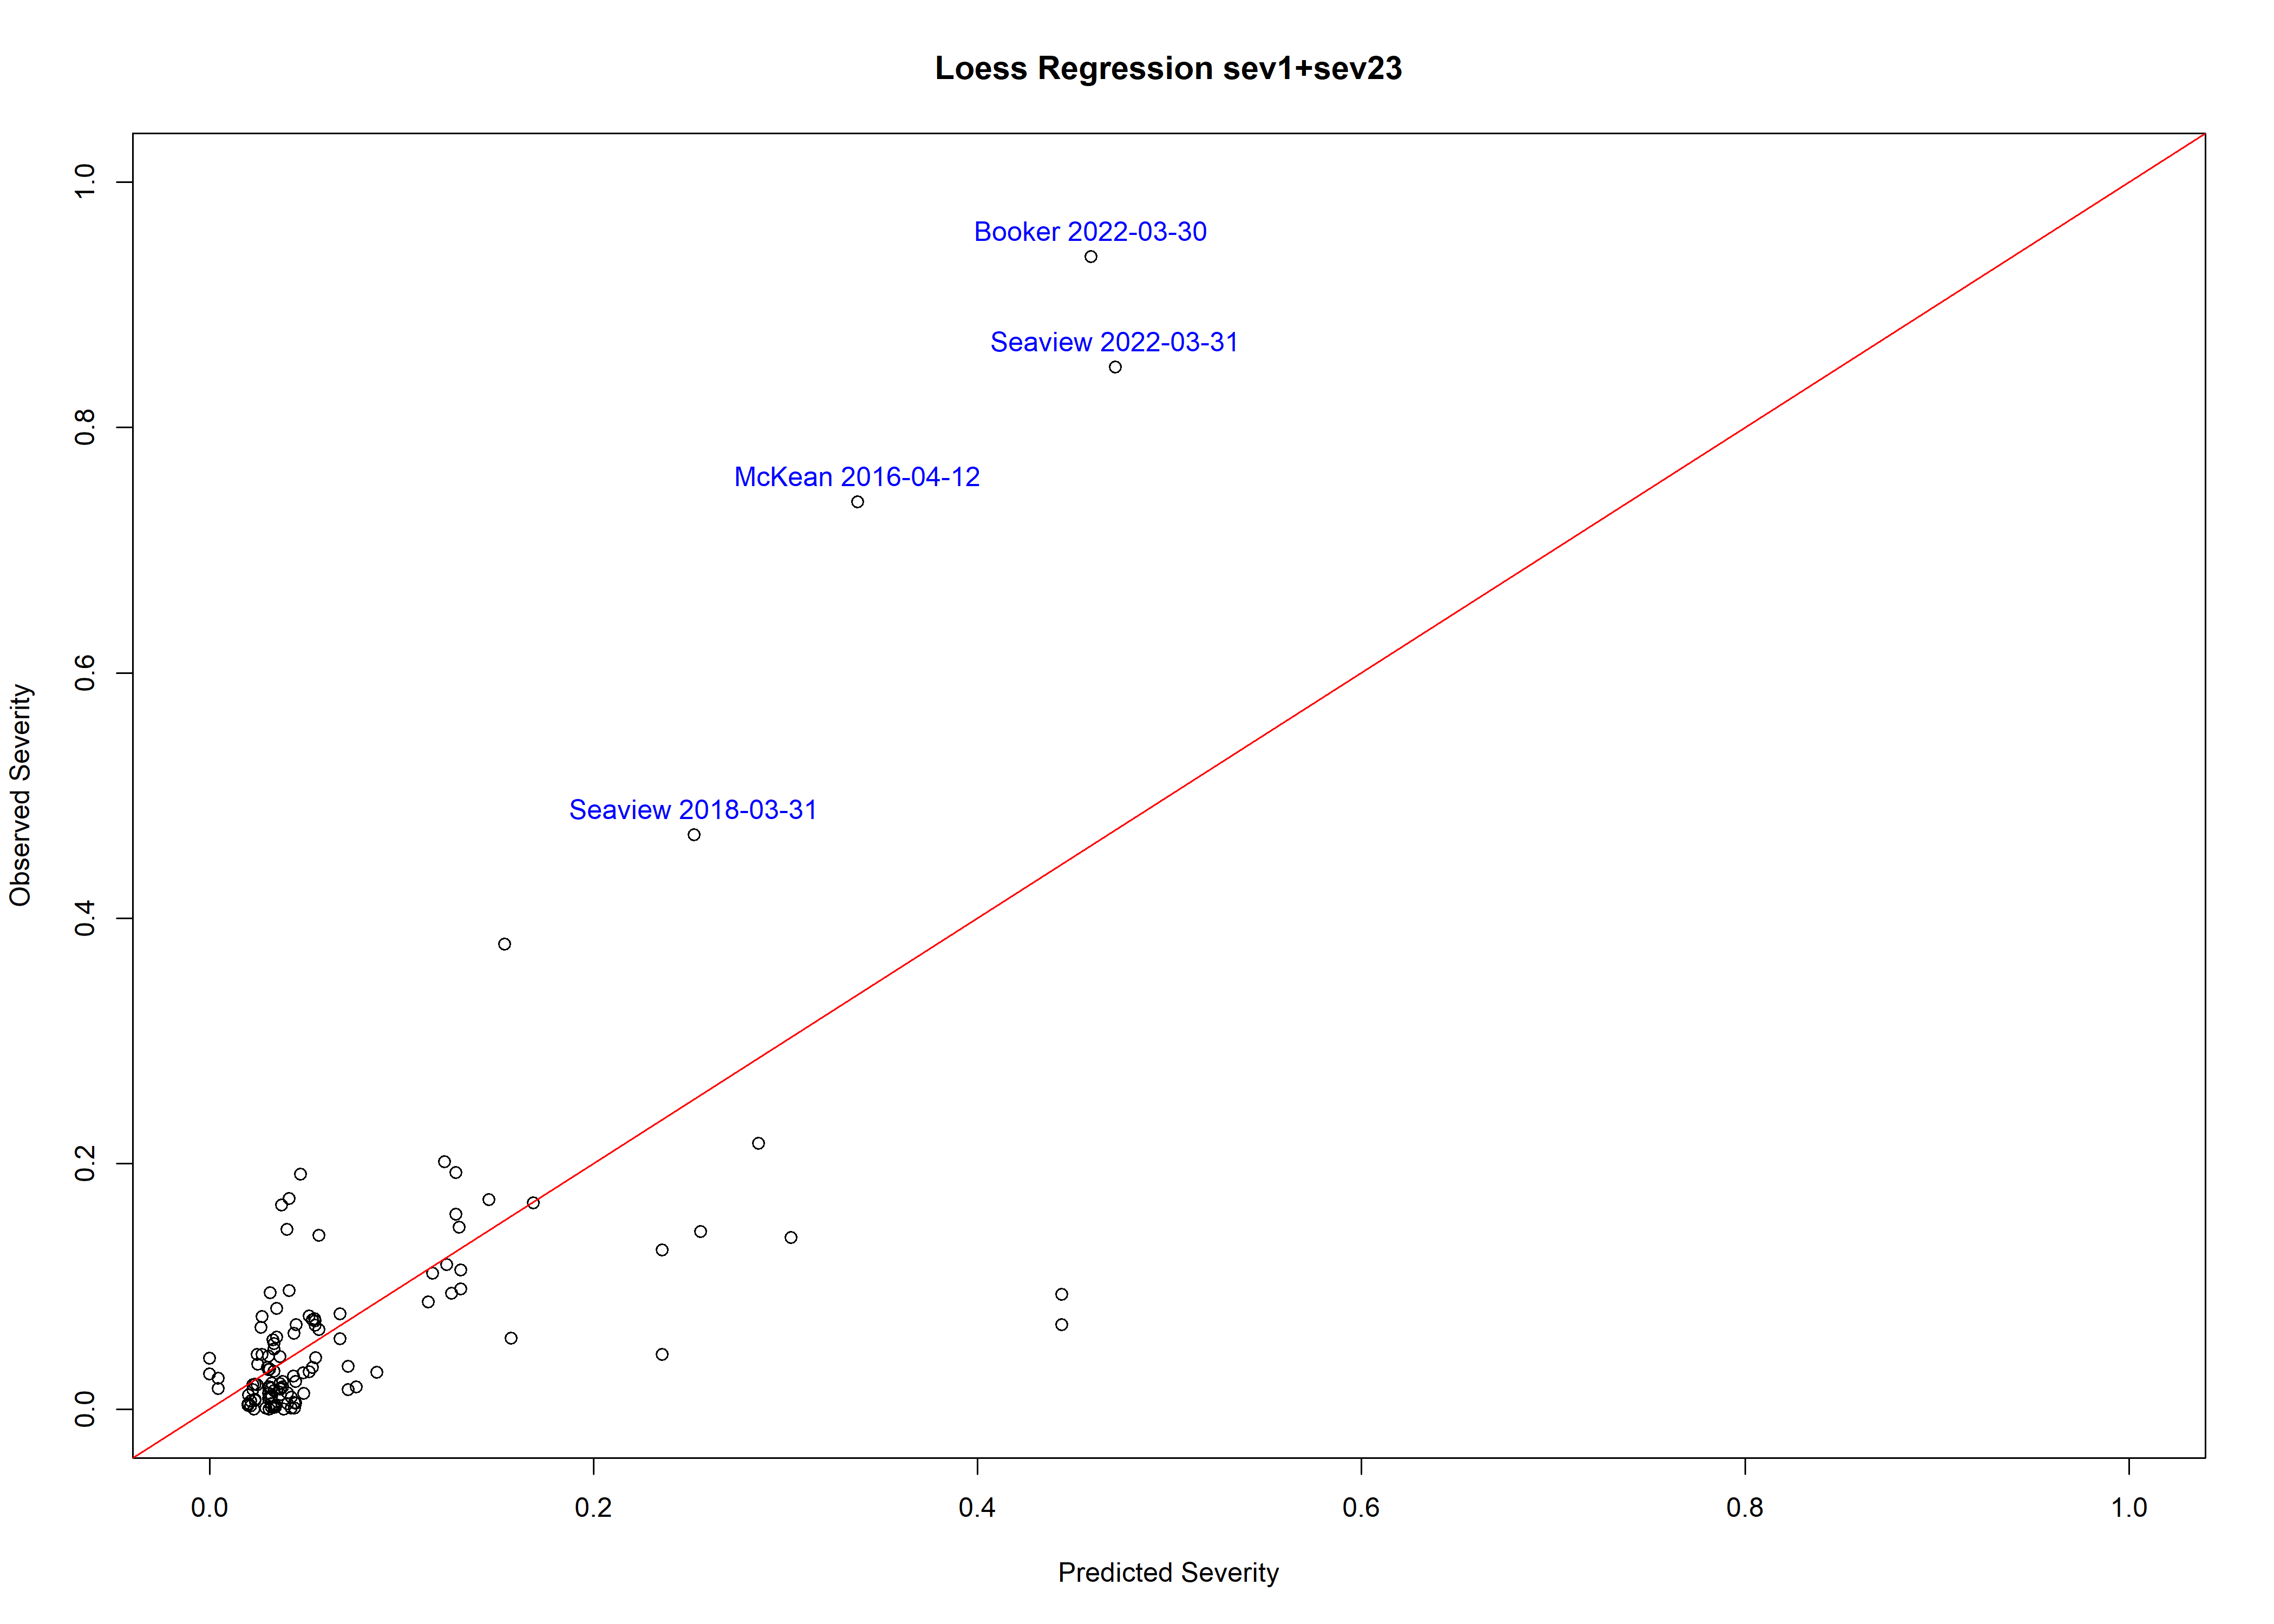 Loess Regression sev1+sev23
Booker 2022-03-30
Seaview 2022-03-31
McKean 2016-04-12
Seaview 2018-03-31
Observed Severity
1.0
0.8
0.6
0.4
0.2
0.0
0.0 0.2 0.4 0.6 0.8 1.0
Predicted Severity